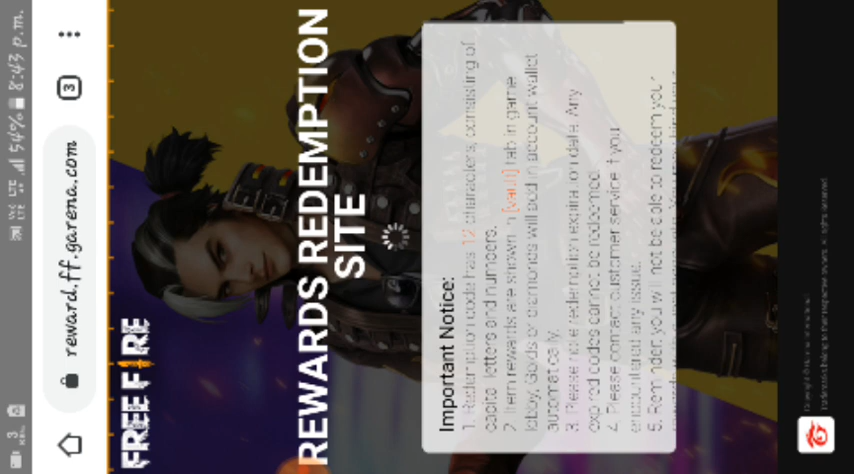 54% 8:43 p.m.
reward.ff.garena.com
3
FREE FIRE
REWARDS REDEMPTION
SITE
Important Notice:
1. Redemption code has 12 characters, consisting of
capital letters and numbers.
2. Item rewards are shown in [vault] tab in game
lobby; Golds or diamonds will add in account wallet
automatically.
3. Please note redemption expiration date. Any
expired codes cannot be redeemed.
4. Please contact customer service if you
encountered any issue.
5. Reminder: you will not be able to redeem your